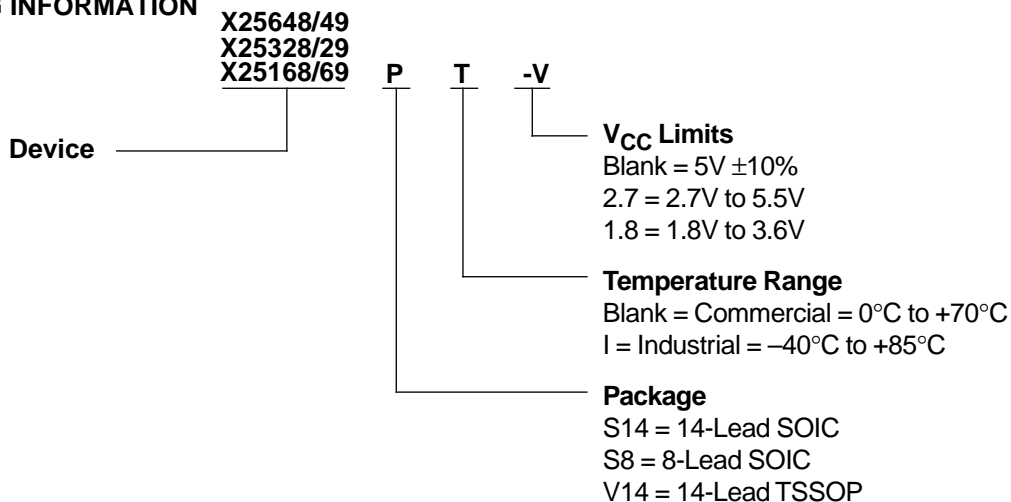 G INFORMATION
X25648/49
X25328/29
X25168/69 P T -V
Device
VCC Limits
Blank = 5V ±10%
2.7 = 2.7V to 5.5V
1.8 = 1.8V to 3.6V
Temperature Range
Blank = Commercial = 0°C to +70°C
I = Industrial = –40°C to +85°C
Package
S14 = 14-Lead SOIC
S8 = 8-Lead SOIC
V14 = 14-Lead TSSOP